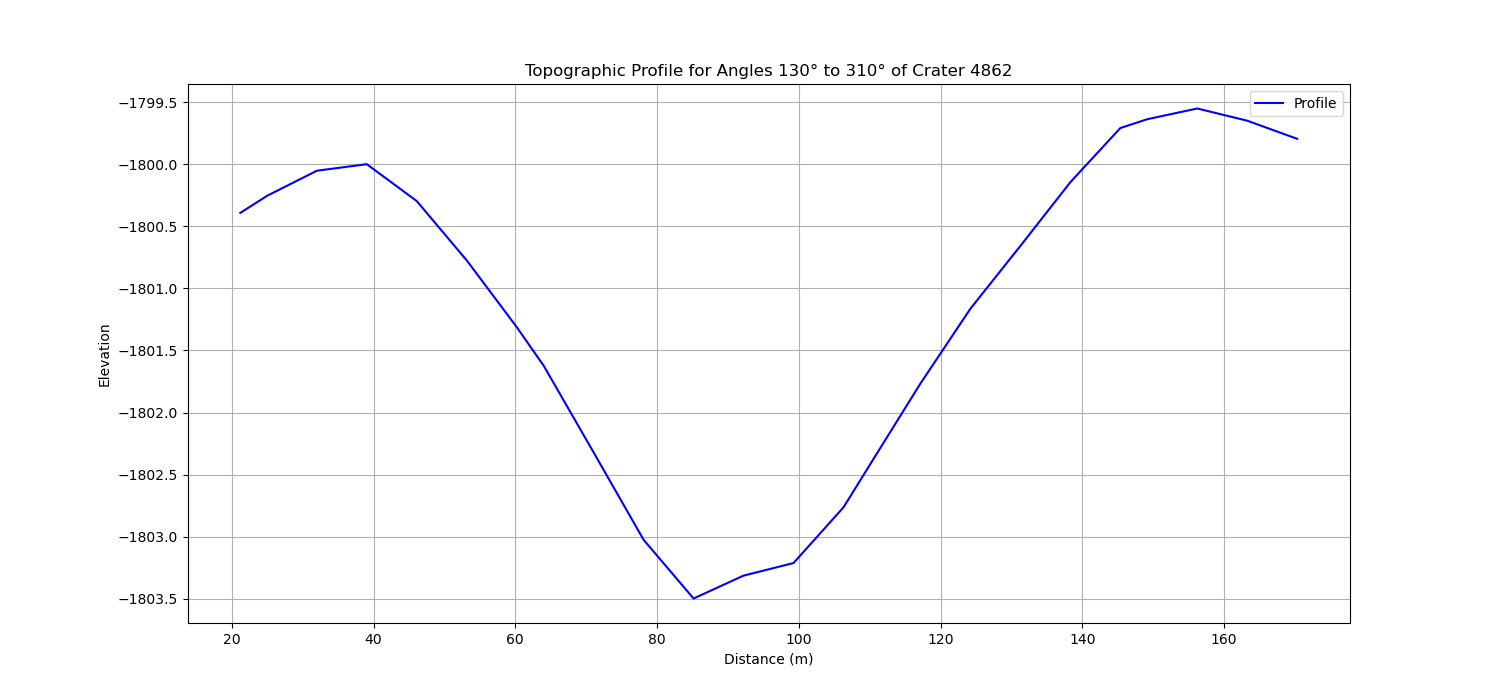 Topographic Profile for Angles 130° to 310° of Crater 4862
Profile
−1799.5
−1800.0
−1800.5
−1801.0
−1801.5
−1802.0
−1802.5
−1803.0
−1803.5
Elevation
20 40 60 80 100 120 140 160
Distance (m)